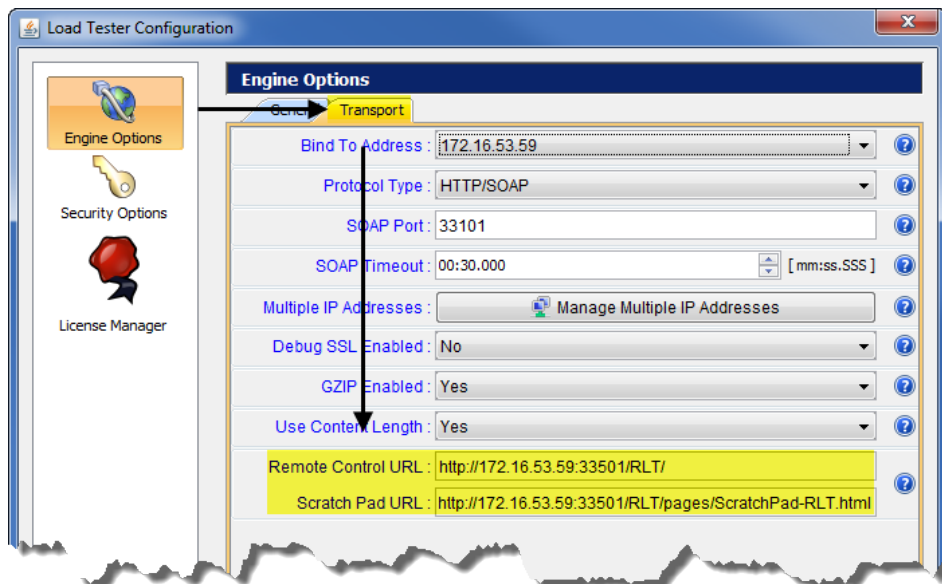 Load Tester Configuration
Engine Options
Security Options
License Manager
Engine Options
General Transport
Bind To Address : 172.16.53.59
Protocol Type : HTTP/SOAP
SOAP Port : 33101
SOAP Timeout : 00:30.000 [ mm:ss.SSS ]
Multiple IP Addresses : Manage Multiple IP Addresses
Debug SSL Enabled : No
GZIP Enabled : Yes
Use Content Length : Yes
Remote Control URL : http://172.16.53.59:33501/RLT/
Scratch Pad URL : http://172.16.53.59:33501/RLT/pages/ScratchPad-RLT.html